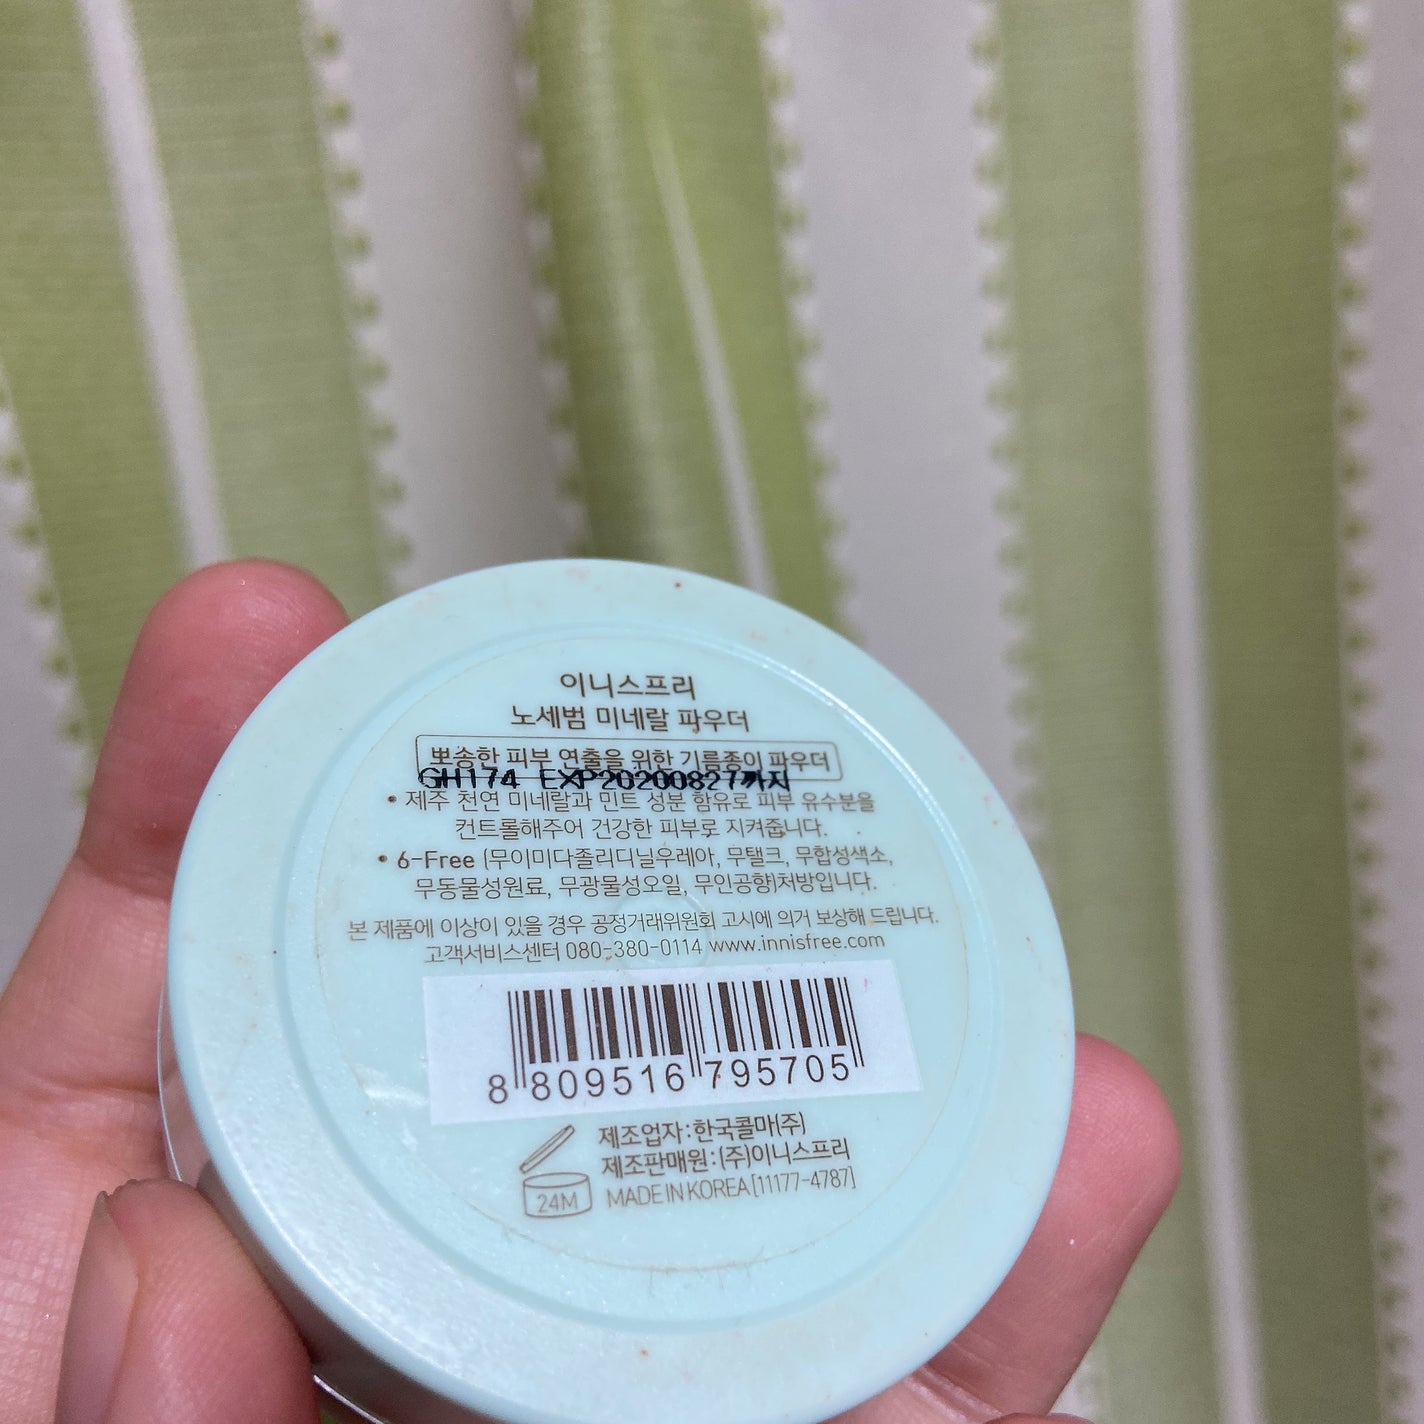 이니스프리
노세범 미네랄 파우더
뽀송한 피부 연출을 위한 기름종이 파우더
GH174 EXP20200827까지
• 제주 천연 미네랄과 민트 성분 함유로 피부 유수분을
컨트롤해주어 건강한 피부로 지켜줍니다.
• 6-Free (무이미다졸리디닐우레아, 무탤크, 무합성색소,
무동물성원료, 무광물성오일, 무인공향)처방입니다.
본 제품에 이상이 있을 경우 공정거래위원회 고시에 의거 보상해 드립니다.
고객서비스센터 080-380-0114 www.innisfree.com
8 809516 795705
제조업자:한국콜마(주)
제조판매원:(주)이니스프리
24M
MADE IN KOREA [11177-4787]